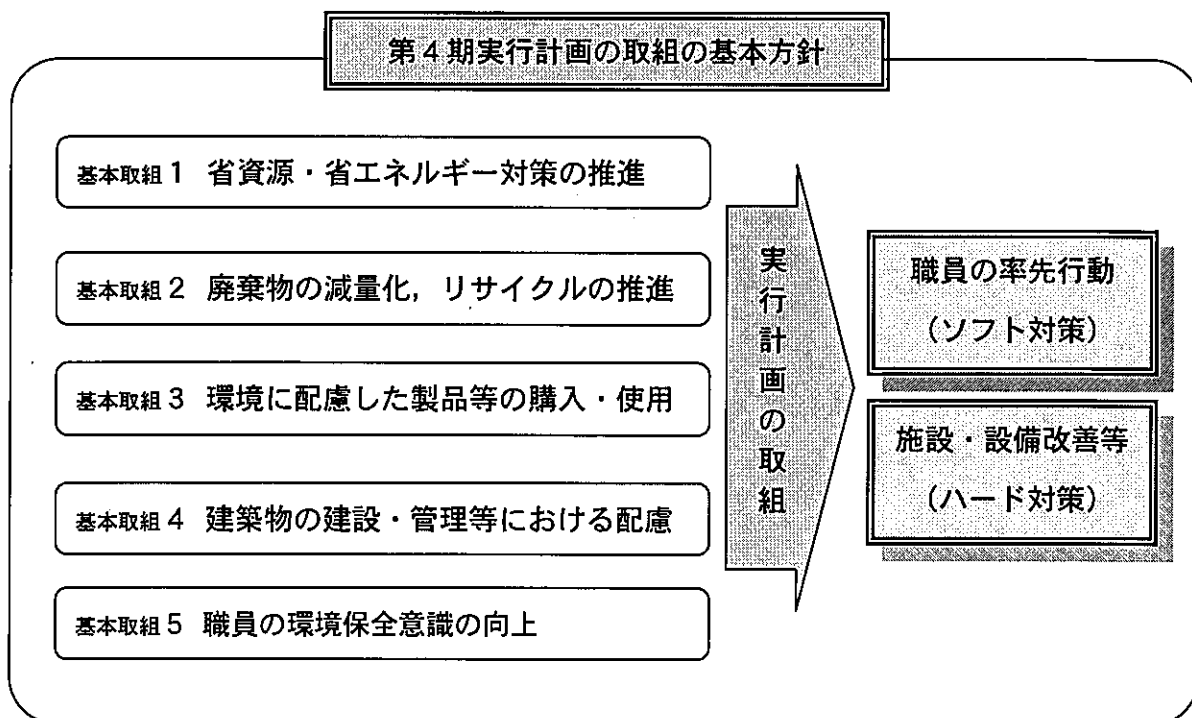 第4期実行計画の取組の基本方針
基本取組1 省資源・省エネルギー対策の推進
基本取組2 廃棄物の減量化,リサイクルの推進
基本取組3 環境に配慮した製品等の購入・使用
基本取組4 建築物の建設・管理等における配慮
基本取組5 職員の環境保全意識の向上
実行計画の取組
職員の率先行動
(ソフト対策)
施設・設備改善等
(ハード対策)